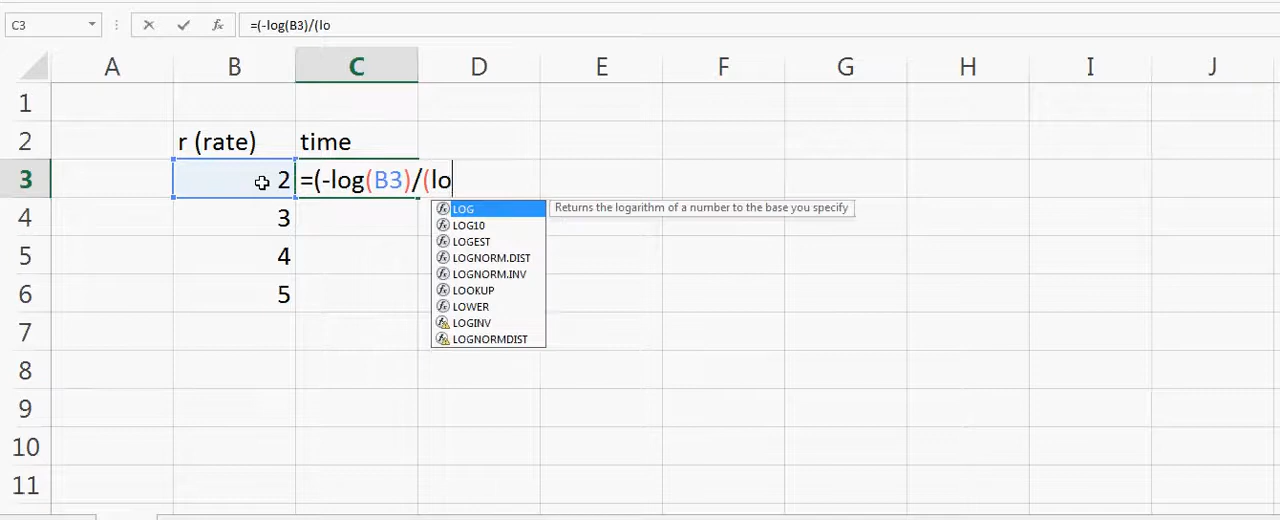 C3 fx =(-log(B3)/(lo
A B C D E F G H I J
1
2 r (rate) time
3 2 =(-log(B3)/(lo
LOG Returns the logarithm of a number to the base you specify
4 3 LOG10
LOGEST
5 4 LOGNORM.DIST
LOGNORM.INV
6 5 LOOKUP
LOWER
7 LOGINV
LOGNORMDIST
8
9
10
11